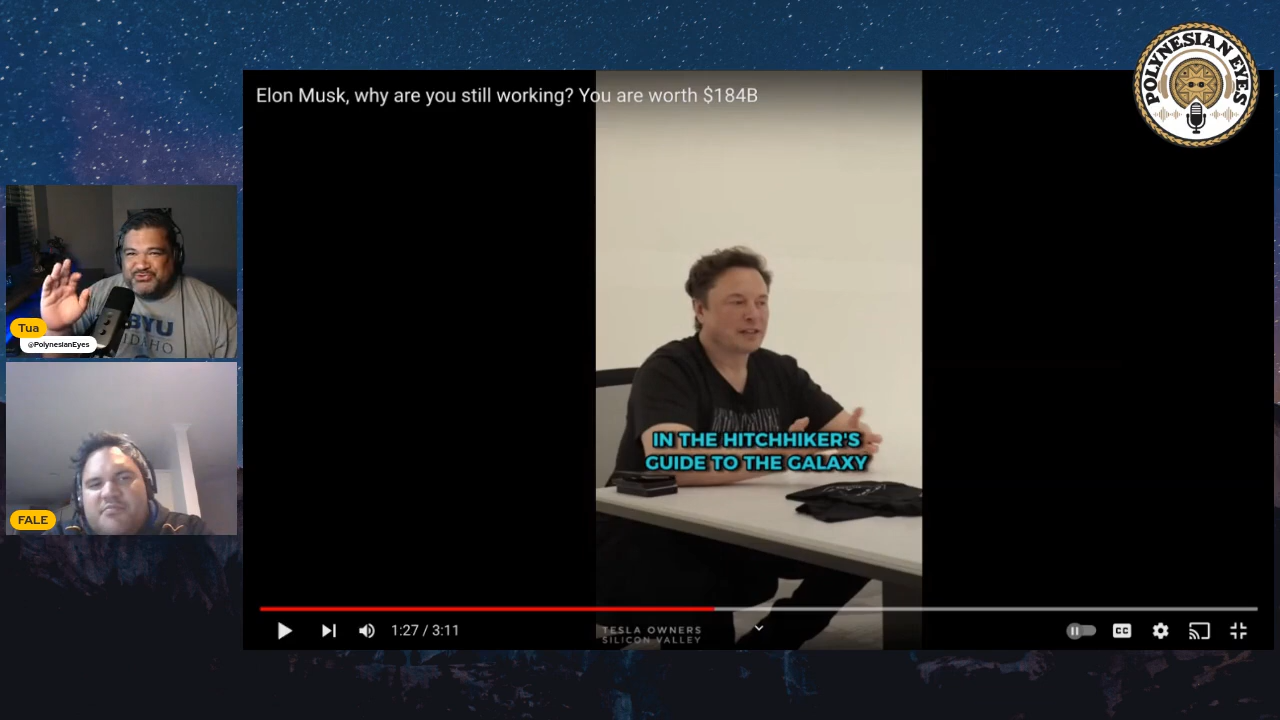 POLYNESIAN EYES
Elon Musk, why are you still working? You are worth $184B
BYU
IDAHO
Tua
@PolynesianEyes
FALE
IN THE HITCHHIKER'S
GUIDE TO THE GALAXY
1:27 / 3:11
TESLA OWNERS
SILICON VALLEY
CC